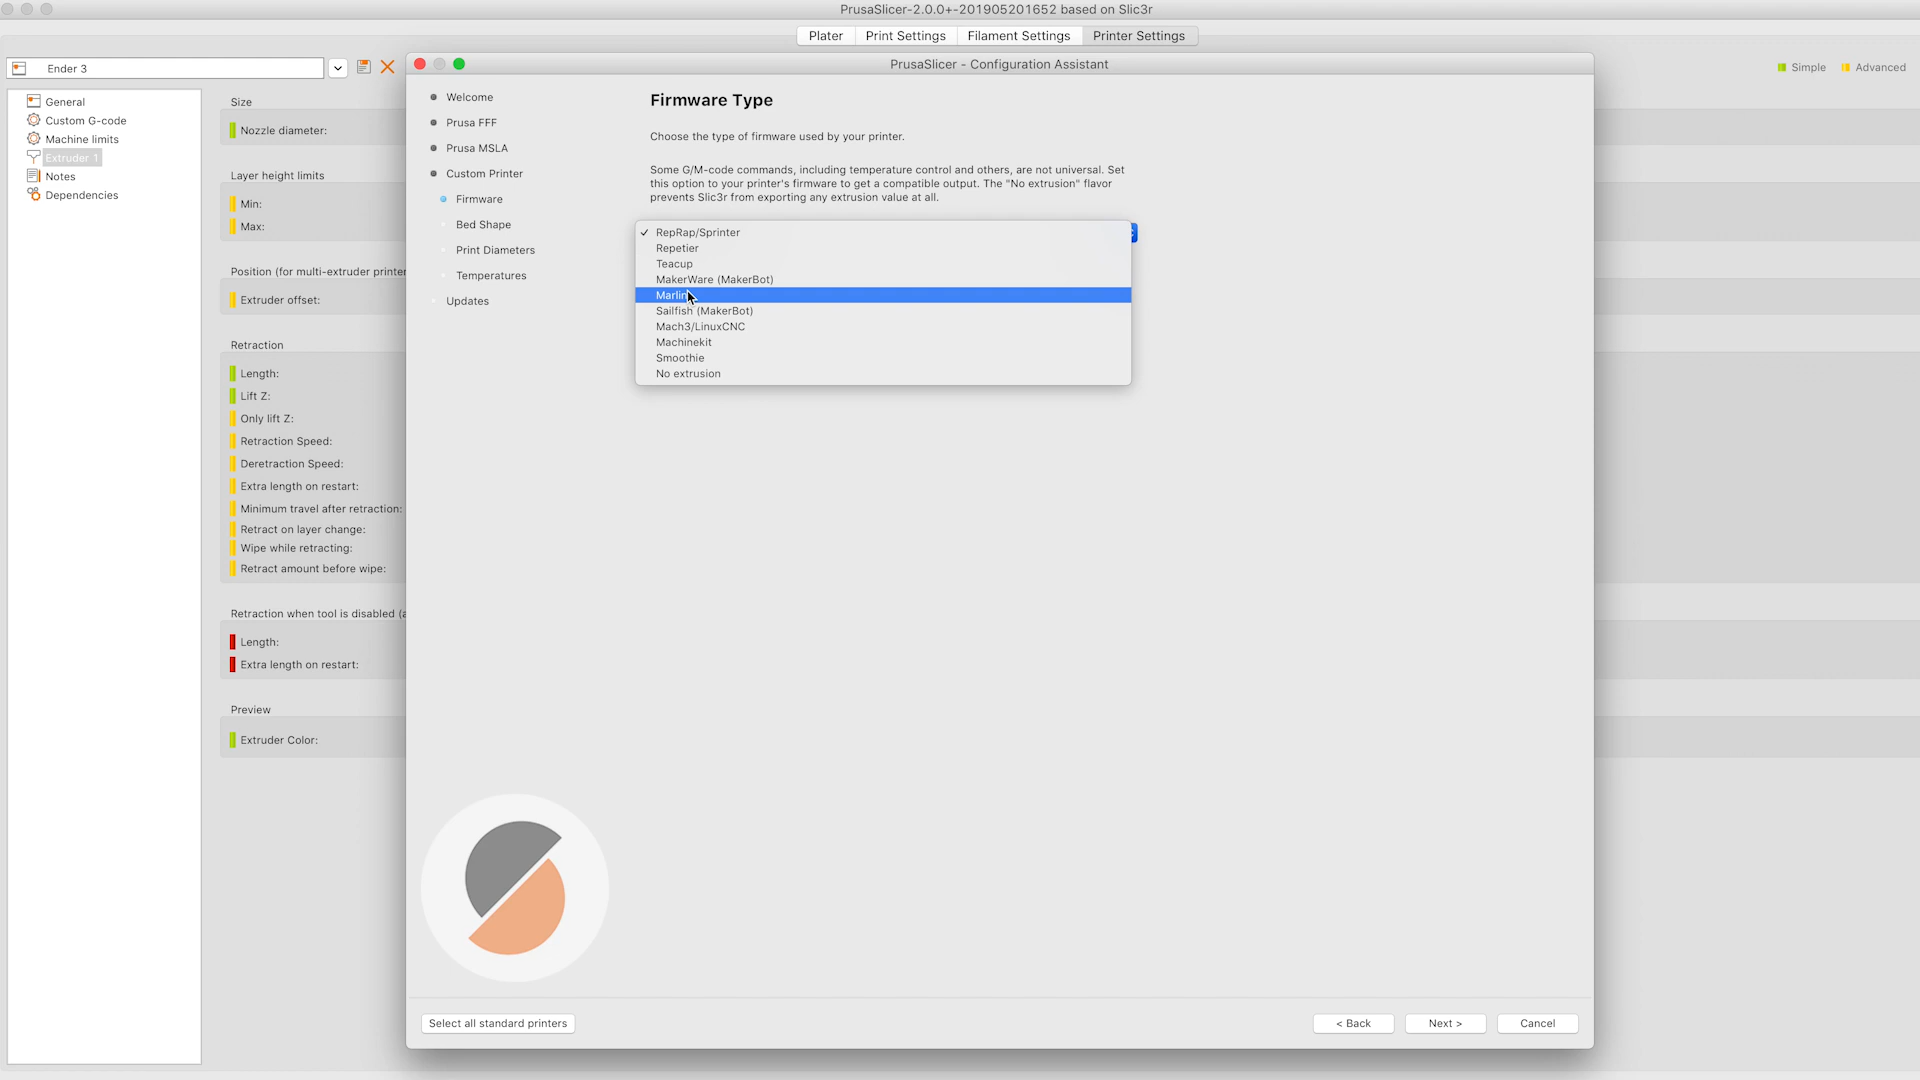 PrusaSlicer-2.0.0+-201905201652 based on Slic3r
Plater
Print Settings
Filament Settings
Printer Settings
Ender 3
Simple
Advanced
General
Custom G-code
Machine limits
Extruder 1
Notes
Dependencies
Size
Nozzle diameter:
Layer height limits
Min:
Max:
Position (for multi-extruder printer
Extruder offset:
Retraction
Length:
Lift Z:
Only lift Z:
Retraction Speed:
Deretraction Speed:
Extra length on restart:
Minimum travel after retraction:
Retract on layer change:
Wipe while retracting:
Retract amount before wipe:
Retraction when tool is disabled (a
Length:
Extra length on restart:
Preview
Extruder Color:
PrusaSlicer - Configuration Assistant
Welcome
Prusa FFF
Prusa MSLA
Custom Printer
Firmware
Bed Shape
Print Diameters
Temperatures
Updates
Firmware Type
Choose the type of firmware used by your printer.
Some G/M-code commands, including temperature control and others, are not universal. Set
this option to your printer's firmware to get a compatible output. The "No extrusion" flavor
prevents Slic3r from exporting any extrusion value at all.
RepRap/Sprinter
Repetier
Teacup
MakerWare (MakerBot)
Marlin
Sailfish (MakerBot)
Mach3/LinuxCNC
Machinekit
Smoothie
No extrusion
Select all standard printers
< Back
Next >
Cancel